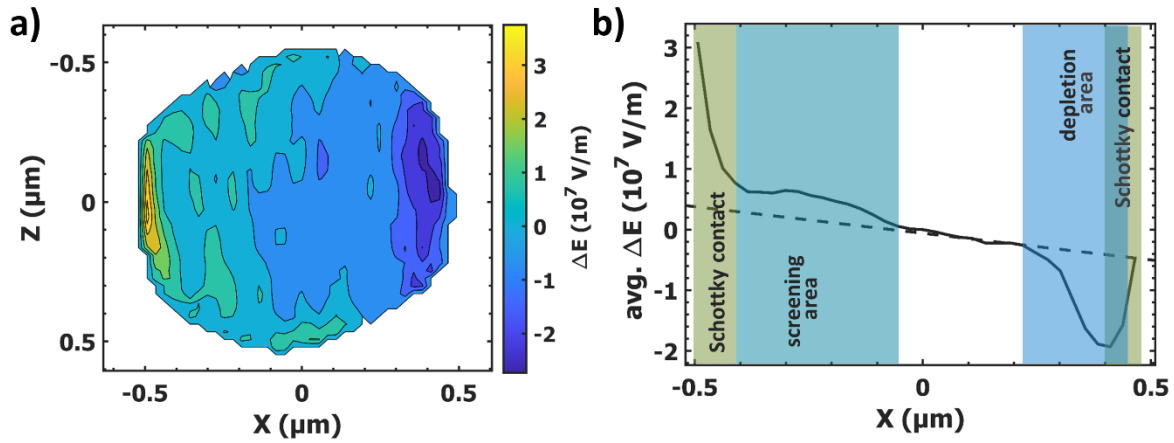 a)
-0.5
0
0.5
Z (µm)
-0.5
0
0.5
X (µm)
3
2
1
0
-1
-2
ΔE (10⁷ V/m)
b)
3
2
1
0
-1
-2
avg. ΔE (10⁷ V/m)
Schottky contact
screening
area
depletion
area
Schottky contact
-0.5
0
0.5
X (µm)